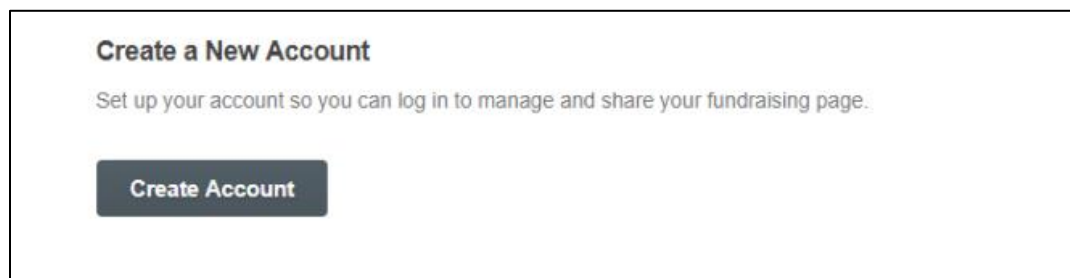 Create a New Account
Set up your account so you can log in to manage and share your fundraising page.
Create Account